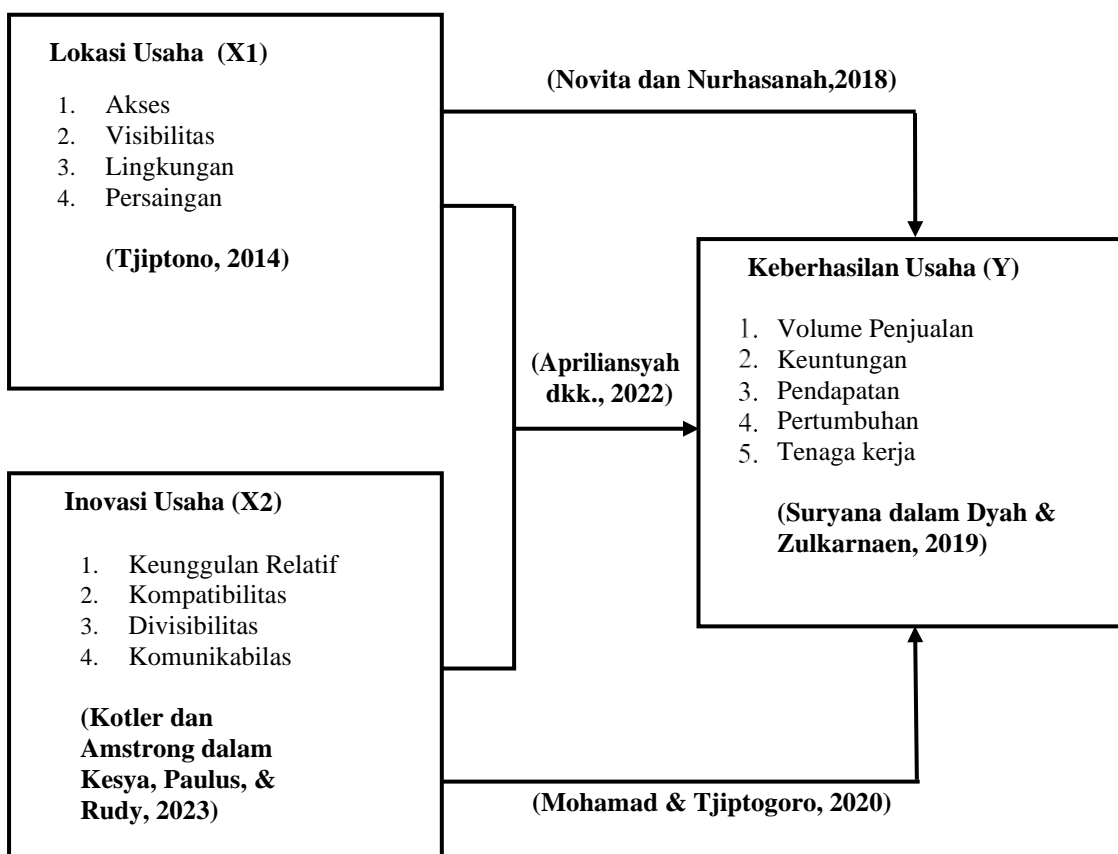 Lokasi Usaha (X1)
1. Akses
2. Visibilitas
3. Lingkungan
4. Persaingan
(Tjiptono, 2014)
(Novita dan Nurhasanah,2018)
(Apriliansyah
dkk., 2022)
Keberhasilan Usaha (Y)
1. Volume Penjualan
2. Keuntungan
3. Pendapatan
4. Pertumbuhan
5. Tenaga kerja
(Suryana dalam Dyah &
Zulkarnaen, 2019)
Inovasi Usaha (X2)
1. Keunggulan Relatif
2. Kompatibilitas
3. Divisibilitas
4. Komunikabilas
(Kotler dan
Amstrong dalam
Kesya, Paulus, &
Rudy, 2023)
(Mohamad & Tjiptogoro, 2020)